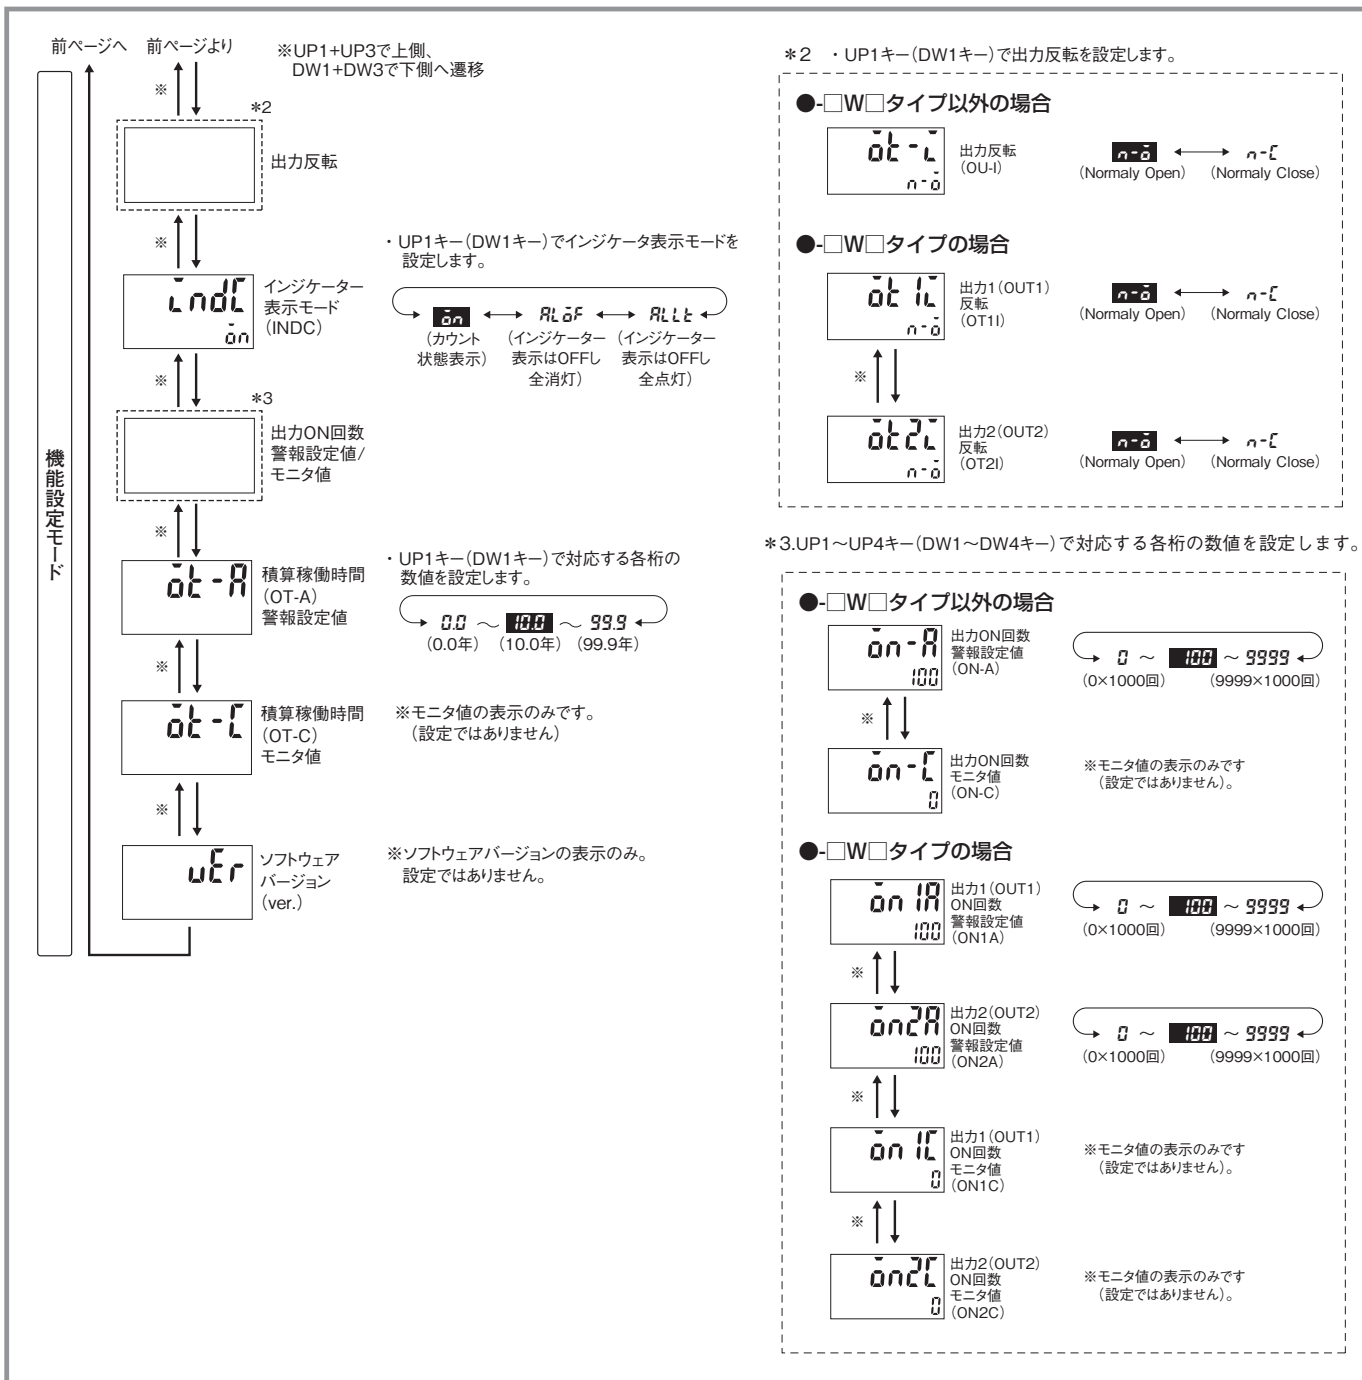 前ページへ 前ページより
※UP1+UP3で上側、
DW1+DW3で下側へ遷移
機能設定モード
※
*2
出力反転
※
・UP1キー(DW1キー)でインジケータ表示モードを
設定します。
indC
on
インジケーター
表示モード
(INDC)
on ALoF ALLt
(カウント
状態表示)
(インジケーター
表示はOFFし
全消灯)
(インジケーター
表示はOFFし
全点灯)
※
*3
出力ON回数
警報設定値/
モニタ値
※
・UP1キー(DW1キー)で対応する各桁の
数値を設定します。
ot-A
積算稼働時間
(OT-A)
警報設定値
0.0 ～ 10.0 ～ 99.9
(0.0年) (10.0年) (99.9年)
※
ot-C
積算稼働時間
(OT-C)
モニタ値
※モニタ値の表示のみです。
(設定ではありません)
※
vEr
ソフトウェア
バージョン
(ver.)
※ソフトウェアバージョンの表示のみ。
設定ではありません。
*2 ・UP1キー(DW1キー)で出力反転を設定します。
●-□W□タイプ以外の場合
ot-i
n-o
出力反転
(OU-I)
n-o n-C
(Normaly Open) (Normaly Close)
●-□W□タイプの場合
ot1i
n-o
出力1(OUT1)
反転
(OT1I)
n-o n-C
(Normaly Open) (Normaly Close)
※
ot2i
n-o
出力2(OUT2)
反転
(OT2I)
n-o n-C
(Normaly Open) (Normaly Close)
*3.UP1～UP4キー(DW1～DW4キー)で対応する各桁の数値を設定します。
●-□W□タイプ以外の場合
on-A
100
出力ON回数
警報設定値
(ON-A)
0 ～ 100 ～ 9999
(0×1000回) (9999×1000回)
※
on-C
0
出力ON回数
モニタ値
(ON-C)
※モニタ値の表示のみです
(設定ではありません)。
●-□W□タイプの場合
on1A
100
出力1(OUT1)
ON回数
警報設定値
(ON1A)
0 ～ 100 ～ 9999
(0×1000回) (9999×1000回)
※
on2A
100
出力2(OUT2)
ON回数
警報設定値
(ON2A)
0 ～ 100 ～ 9999
(0×1000回) (9999×1000回)
※
on1C
0
出力1(OUT1)
ON回数
モニタ値
(ON1C)
※モニタ値の表示のみです
(設定ではありません)。
※
on2C
0
出力2(OUT2)
ON回数
モニタ値
(ON2C)
※モニタ値の表示のみです
(設定ではありません)。